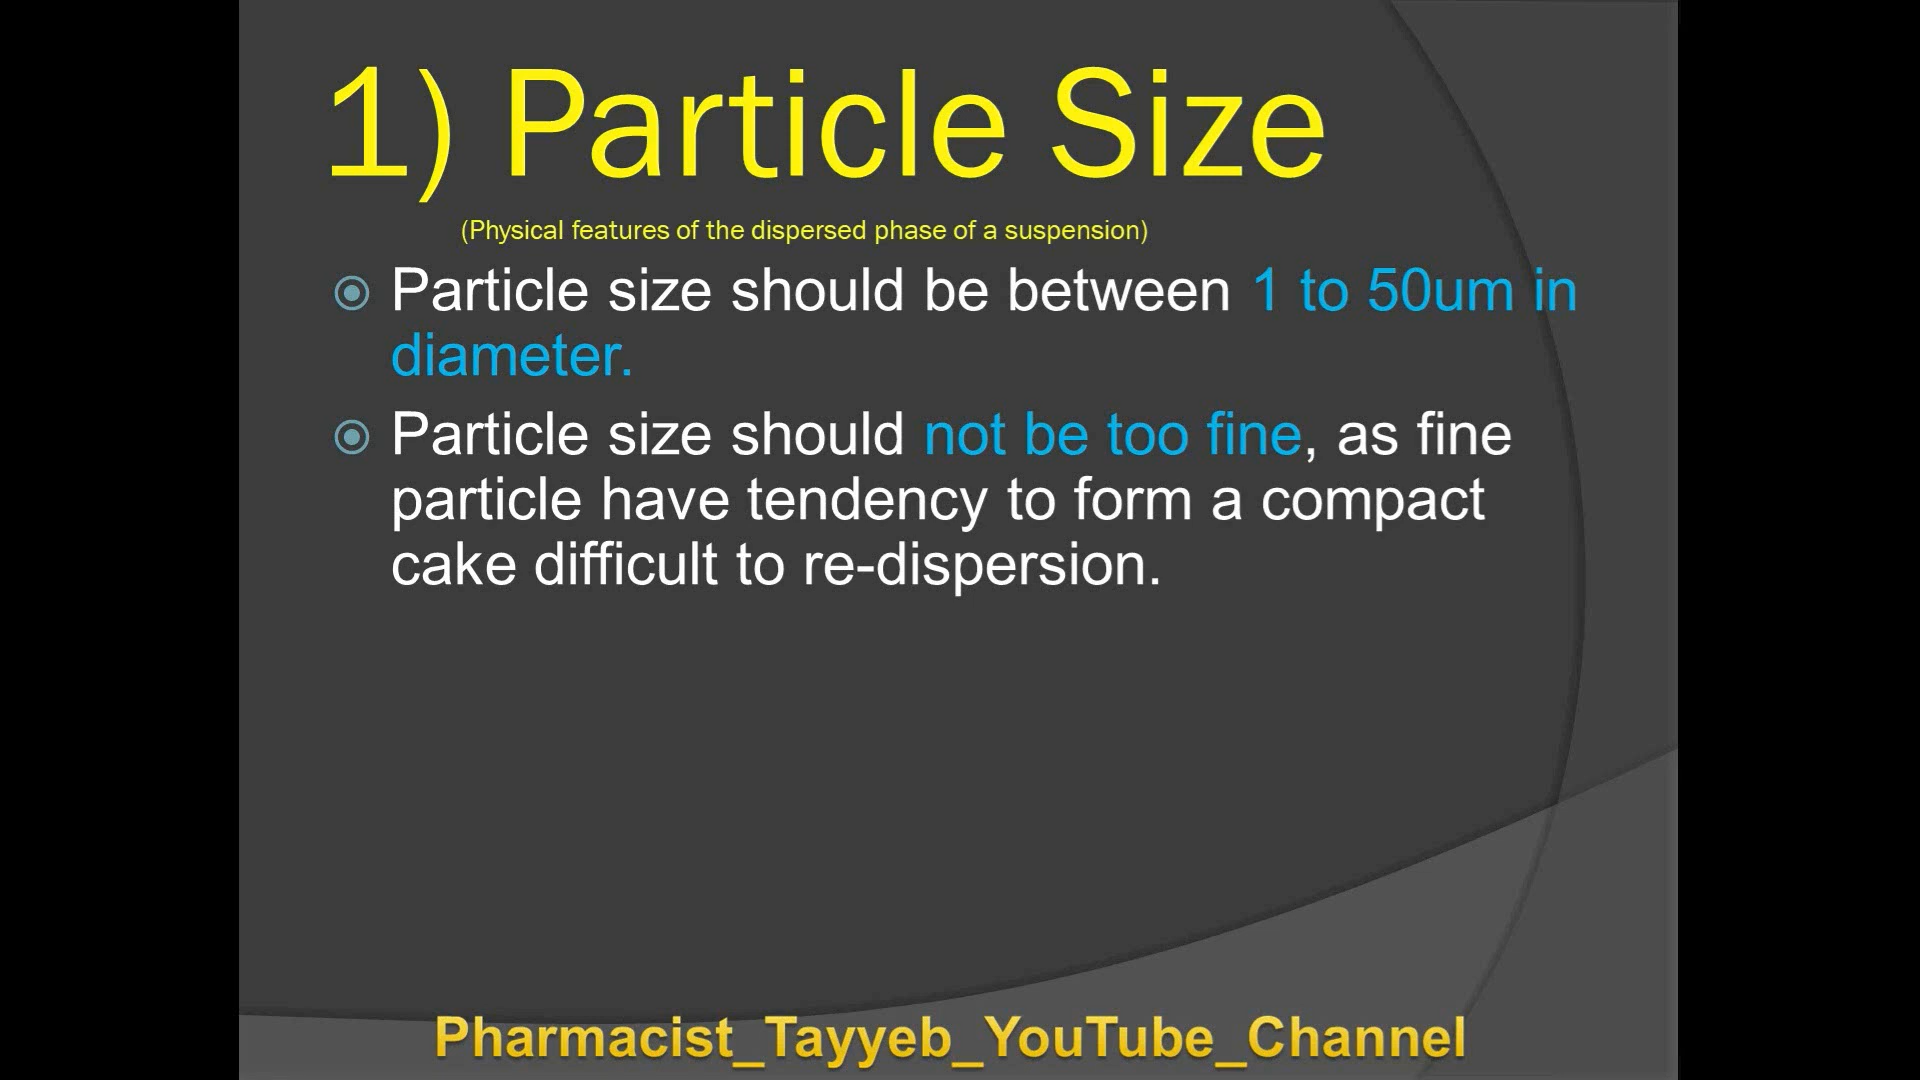 1) Particle Size
(Physical features of the dispersed phase of a suspension)
Particle size should be between 1 to 50um in
diameter.
Particle size should not be too fine, as fine
particle have tendency to form a compact
cake difficult to re-dispersion.
Pharmacist_Tayyeb_YouTube_Channel